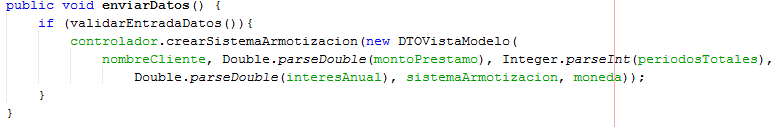 public void enviarDatos() {
if (validarEntradaDatos()){
controlador.crearSistemaArmotizacion(new DTOVistaModelo(
nombreCliente, Double.parseDouble(montoPrestamo), Integer.parseInt(periodosTotales),
Double.parseDouble(interesAnual), sistemaArmotizacion, moneda));
}
}